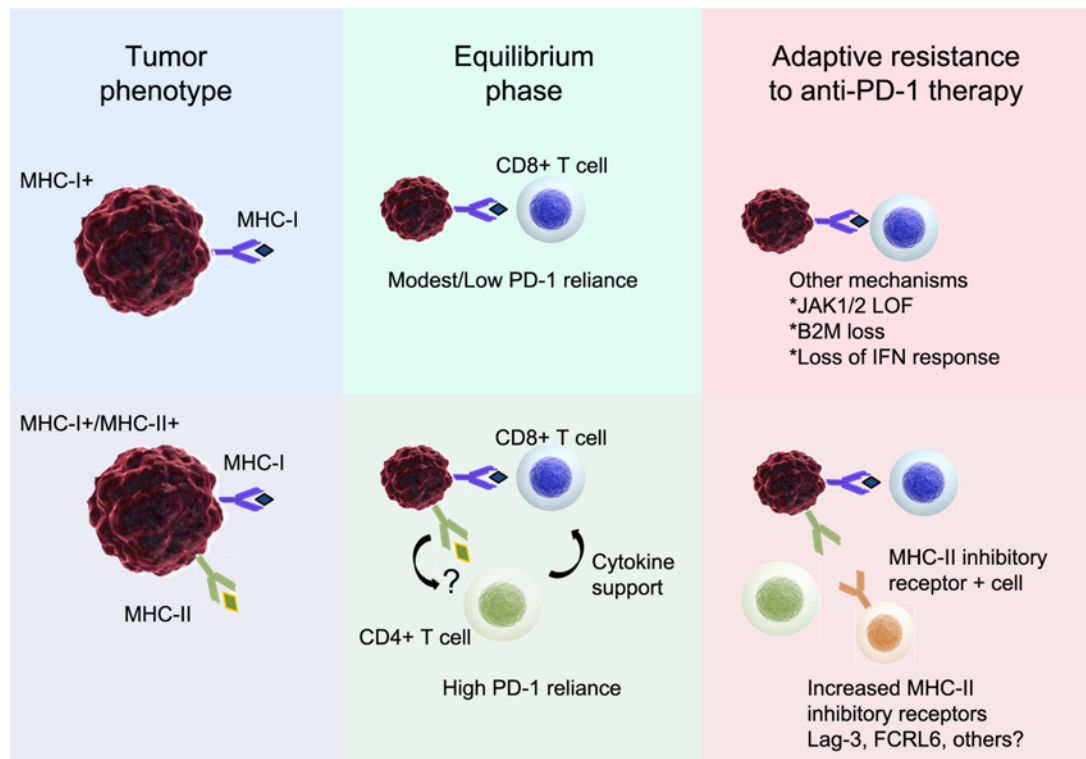 Tumor
phenotype
Equilibrium
phase
Adaptive resistance
to anti-PD-1 therapy
MHC-I+
MHC-I
CD8+ T cell
Modest/Low PD-1 reliance
Other mechanisms
*JAK1/2 LOF
*B2M loss
*Loss of IFN response
MHC-I+/MHC-II+
MHC-I
MHC-II
CD8+ T cell
?
Cytokine
support
CD4+ T cell
High PD-1 reliance
MHC-II inhibitory
receptor + cell
Increased MHC-II
inhibitory receptors
Lag-3, FCRL6, others?